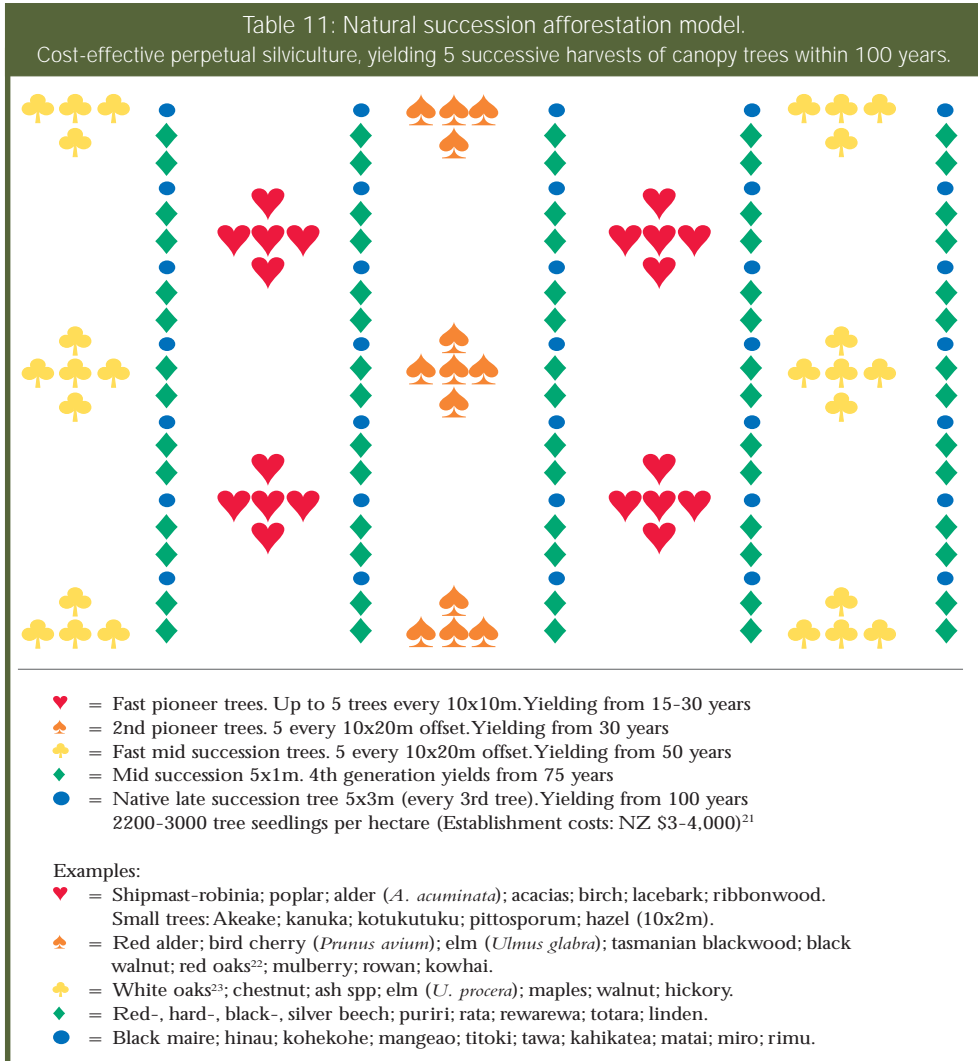 Table 11: Natural succession afforestation model.
Cost-effective perpetual silviculture, yielding 5 successive harvests of canopy trees within 100 years.
= Fast pioneer trees. Up to 5 trees every 10x10m. Yielding from 15-30 years
= 2nd pioneer trees. 5 every 10x20m offset. Yielding from 30 years
= Fast mid succession trees. 5 every 10x20m offset. Yielding from 50 years
= Mid succession 5x1m. 4th generation yields from 75 years
= Native late succession tree 5x3m (every 3rd tree). Yielding from 100 years
2200-3000 tree seedlings per hectare (Establishment costs: NZ $3-4,000)21
Examples:
= Shipmast-robinia; poplar; alder (A. acuminata); acacias; birch; lacebark; ribbonwood.
Small trees: Akeake; kanuka; kotukutuku; pittosporum; hazel (10x2m).
= Red alder; bird cherry (Prunus avium); elm (Ulmus glabra); tasmanian blackwood; black
walnut; red oaks22; mulberry; rowan; kowhai.
= White oaks23; chestnut; ash spp; elm (U. procera); maples; walnut; hickory.
= Red-, hard-, black-, silver beech; puriri; rata; rewarewa; totara; linden.
= Black maire; hinau; kohekohe; mangeao; titoki; tawa; kahikatea; matai; miro; rimu.